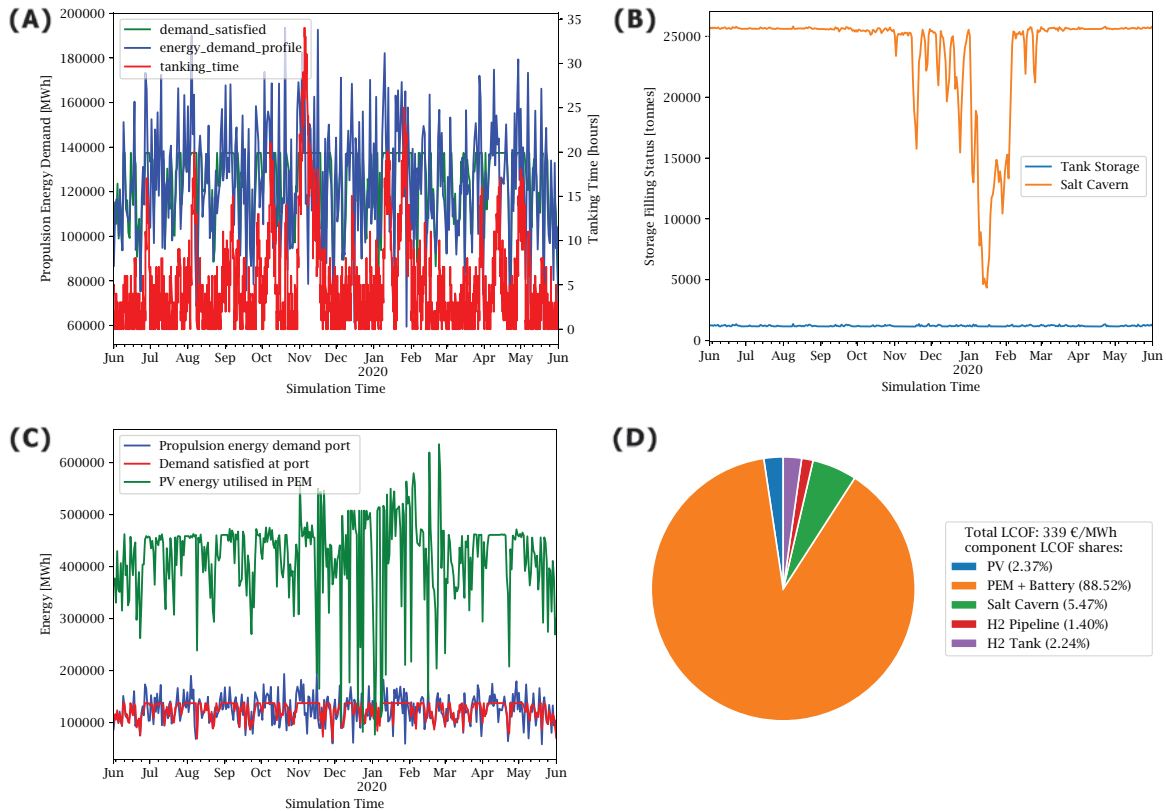 (A)
demand_satisfied
energy_demand_profile
tanking_time
Propulsion Energy Demand [MWh]
200000
180000
160000
140000
120000
100000
80000
60000
35
30
25
20
15
10
5
0
Tanking Time [hours]
Jun Jul Aug Sep Oct Nov Dec Jan Feb Mar Apr May Jun
2020
Simulation Time
(B)
Storage Filling Status [tonnes]
25000
20000
15000
10000
5000
0
Tank Storage
Salt Cavern
Jun Jul Aug Sep Oct Nov Dec Jan Feb Mar Apr May Jun
2020
Simulation Time
(C)
Propulsion energy demand port
Demand satisfied at port
PV energy utilised in PEM
Energy [MWh]
600000
500000
400000
300000
200000
100000
Jun Jul Aug Sep Oct Nov Dec Jan Feb Mar Apr May Jun
2020
Simulation Time
(D)
Total LCOF: 339 €/MWh
component LCOF shares:
PV (2.37%)
PEM + Battery (88.52%)
Salt Cavern (5.47%)
H2 Pipeline (1.40%)
H2 Tank (2.24%)